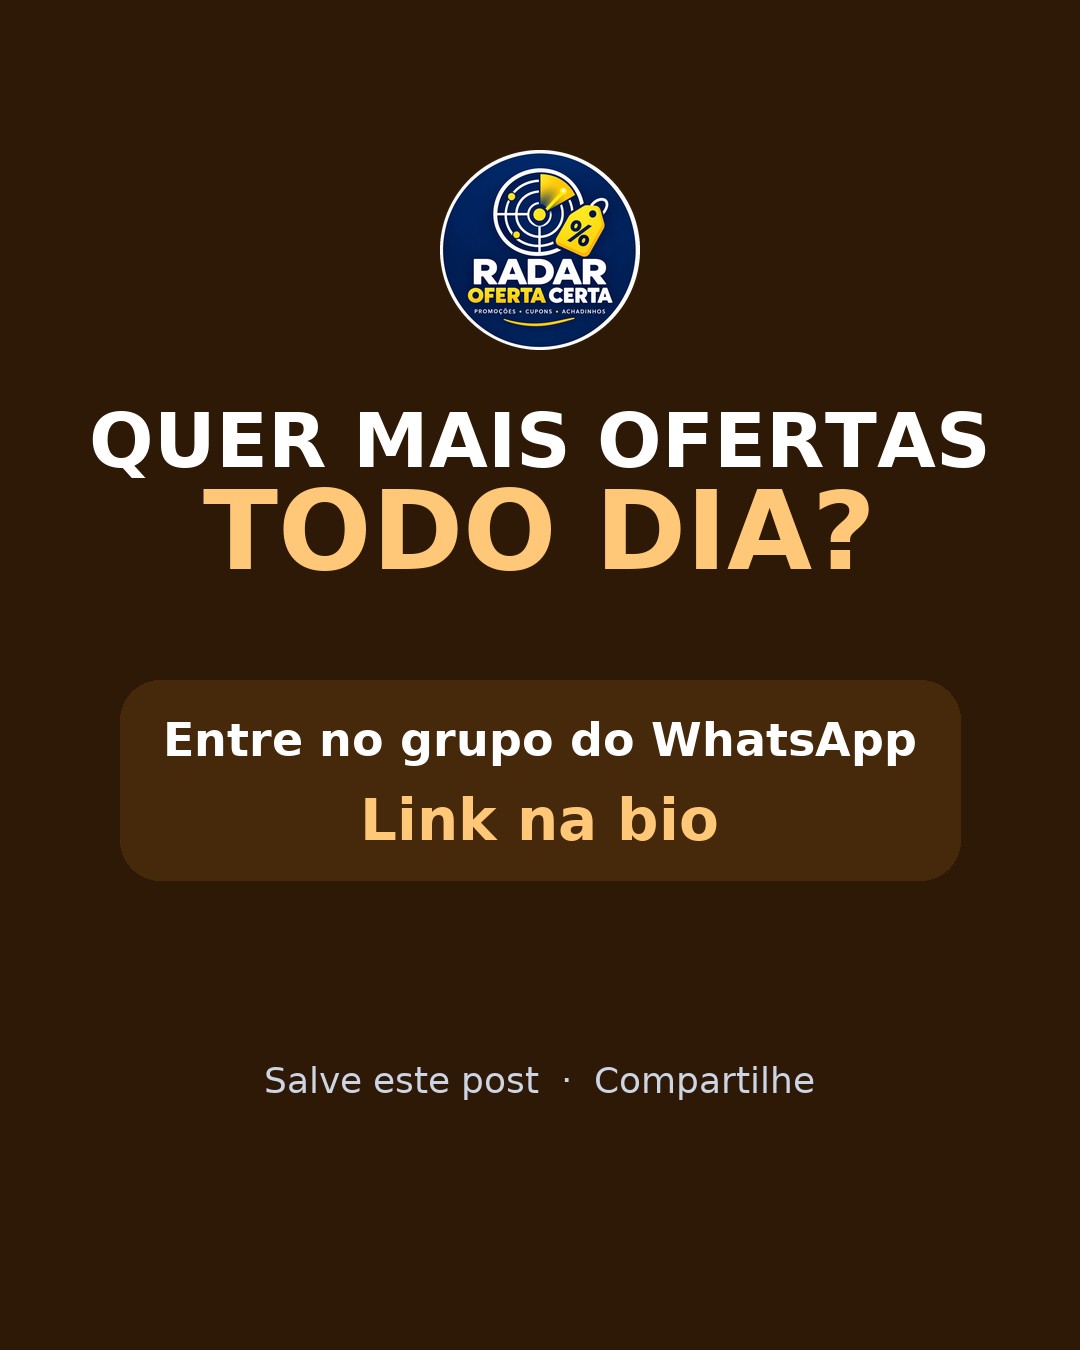 %
RADAR
OFERTA CERTA
PROMOÇÕES • CUPONS • ACHADINHOS
QUER MAIS OFERTAS
TODO DIA?
Entre no grupo do WhatsApp
Link na bio
Salve este post · Compartilhe